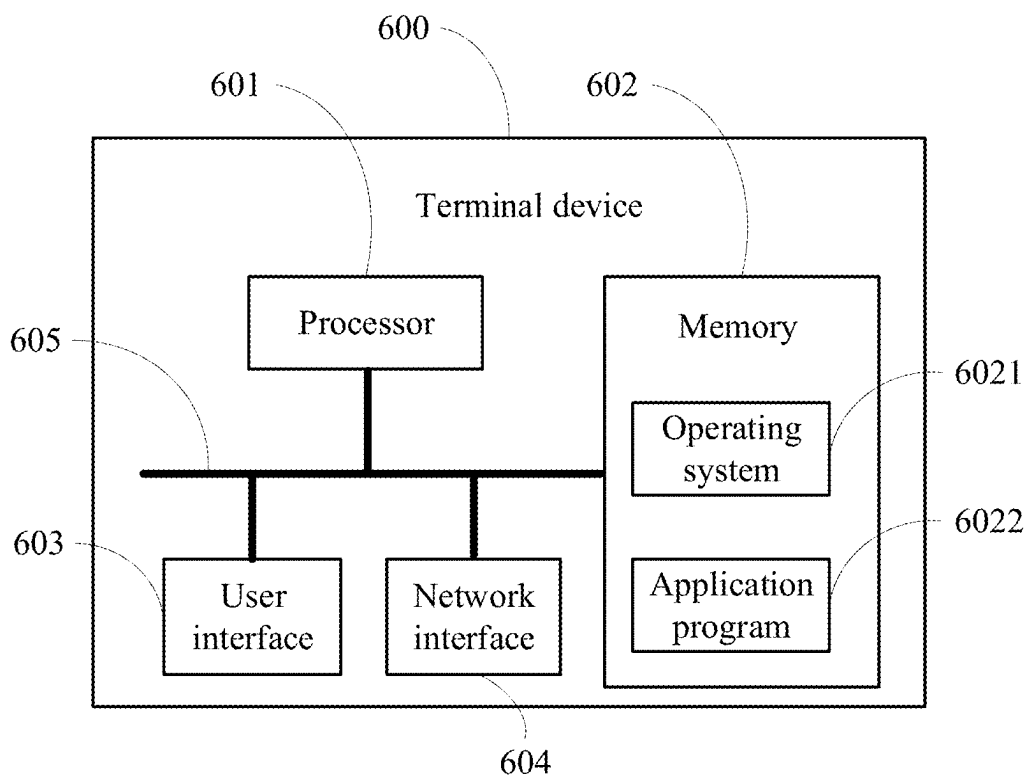 600
601
602
Terminal device
Processor
Memory
605
6021
Operating
system
603
6022
User
interface
Network
interface
Application
program
604